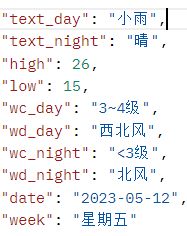 "text_day": "小雨",
"text_night": "晴",
"high": 26,
"low": 15,
"wc_day": "3~4级",
"wd_day": "西北风",
"wc_night": "<3级",
"wd_night": "北风",
"date": "2023-05-12",
"week": "星期五"